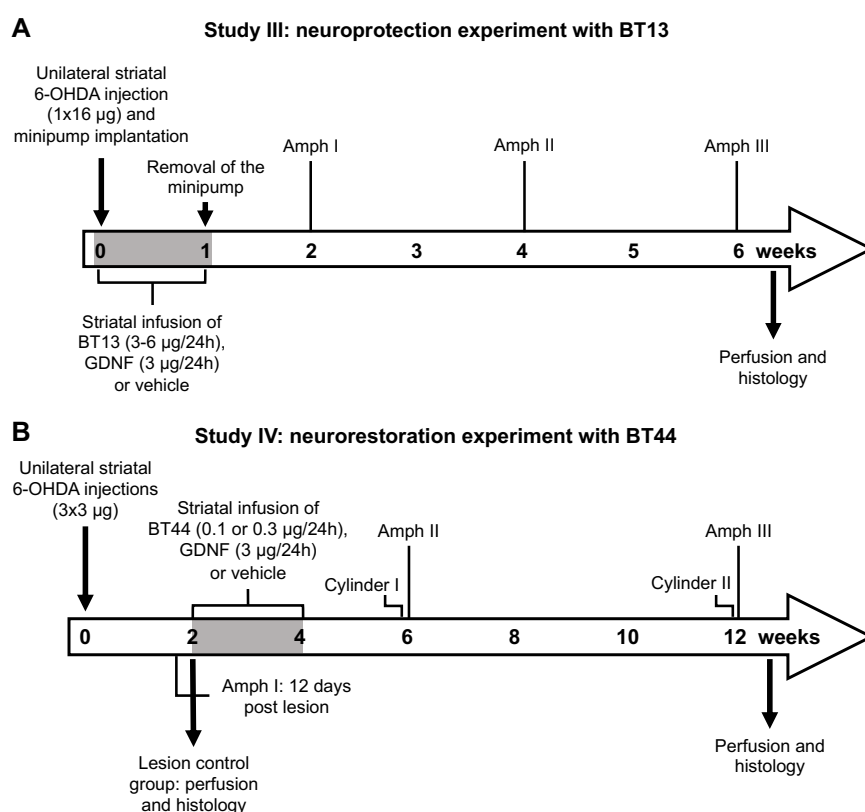 A
Study III: neuroprotection experiment with BT13
Unilateral striatal
6-OHDA injection
(1x16 µg) and
minipump implantation
Removal of the
minipump
Amph I
Amph II
Amph III
0 1 2 3 4 5 6 weeks
Striatal infusion of
BT13 (3-6 µg/24h),
GDNF (3 µg/24h)
or vehicle
Perfusion and
histology
B
Study IV: neurorestoration experiment with BT44
Unilateral striatal
6-OHDA injections
(3x3 µg)
Striatal infusion of
BT44 (0.1 or 0.3 µg/24h),
GDNF (3 µg/24h)
or vehicle
Cylinder I
Amph II
Cylinder II
Amph III
0 2 4 6 8 10 12 weeks
Amph I: 12 days
post lesion
Lesion control
group: perfusion
and histology
Perfusion and
histology